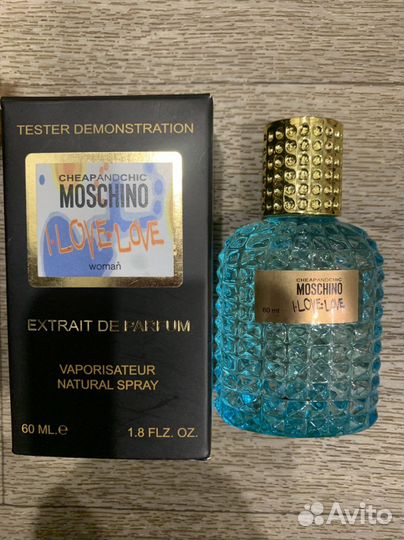 TESTER DEMONSTRATION
CHEAPANDCHIC
MOSCHINO
I-LOVE-LOVE
woman
EXTRAIT DE PARFUM
VAPORISATEUR
NATURAL SPRAY
60 ML.e
1.8 FLZ. OZ.
CHEAPANDCHIC
MOSCHINO
I-LOVE-LOVE
60 ml
Avito